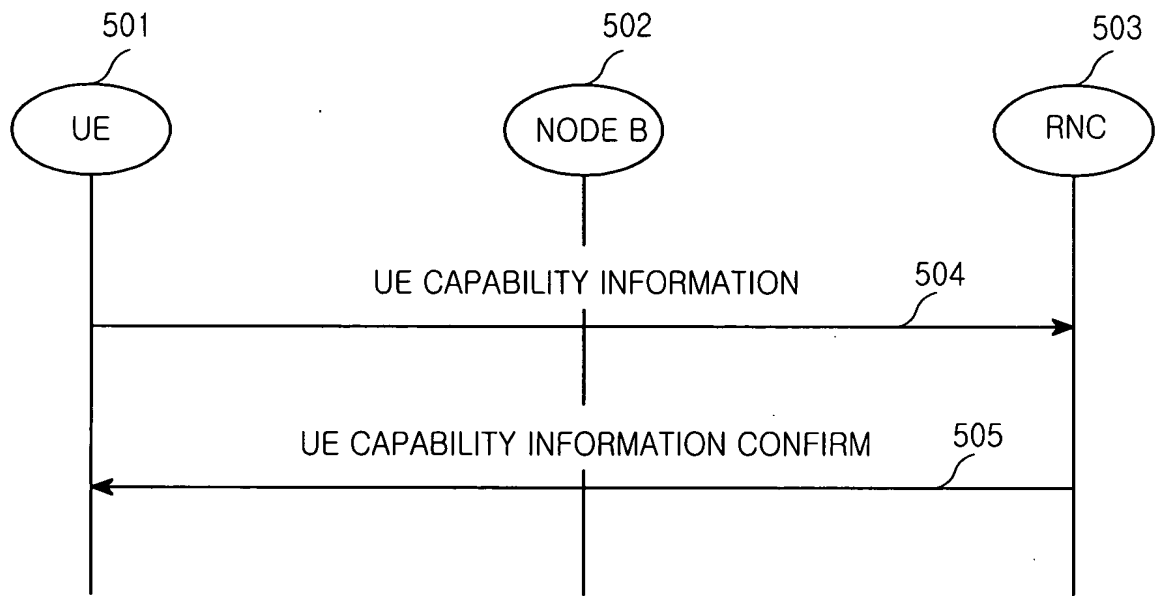 501
502
503
UE
NODE B
RNC
UE CAPABILITY INFORMATION
504
UE CAPABILITY INFORMATION CONFIRM
505